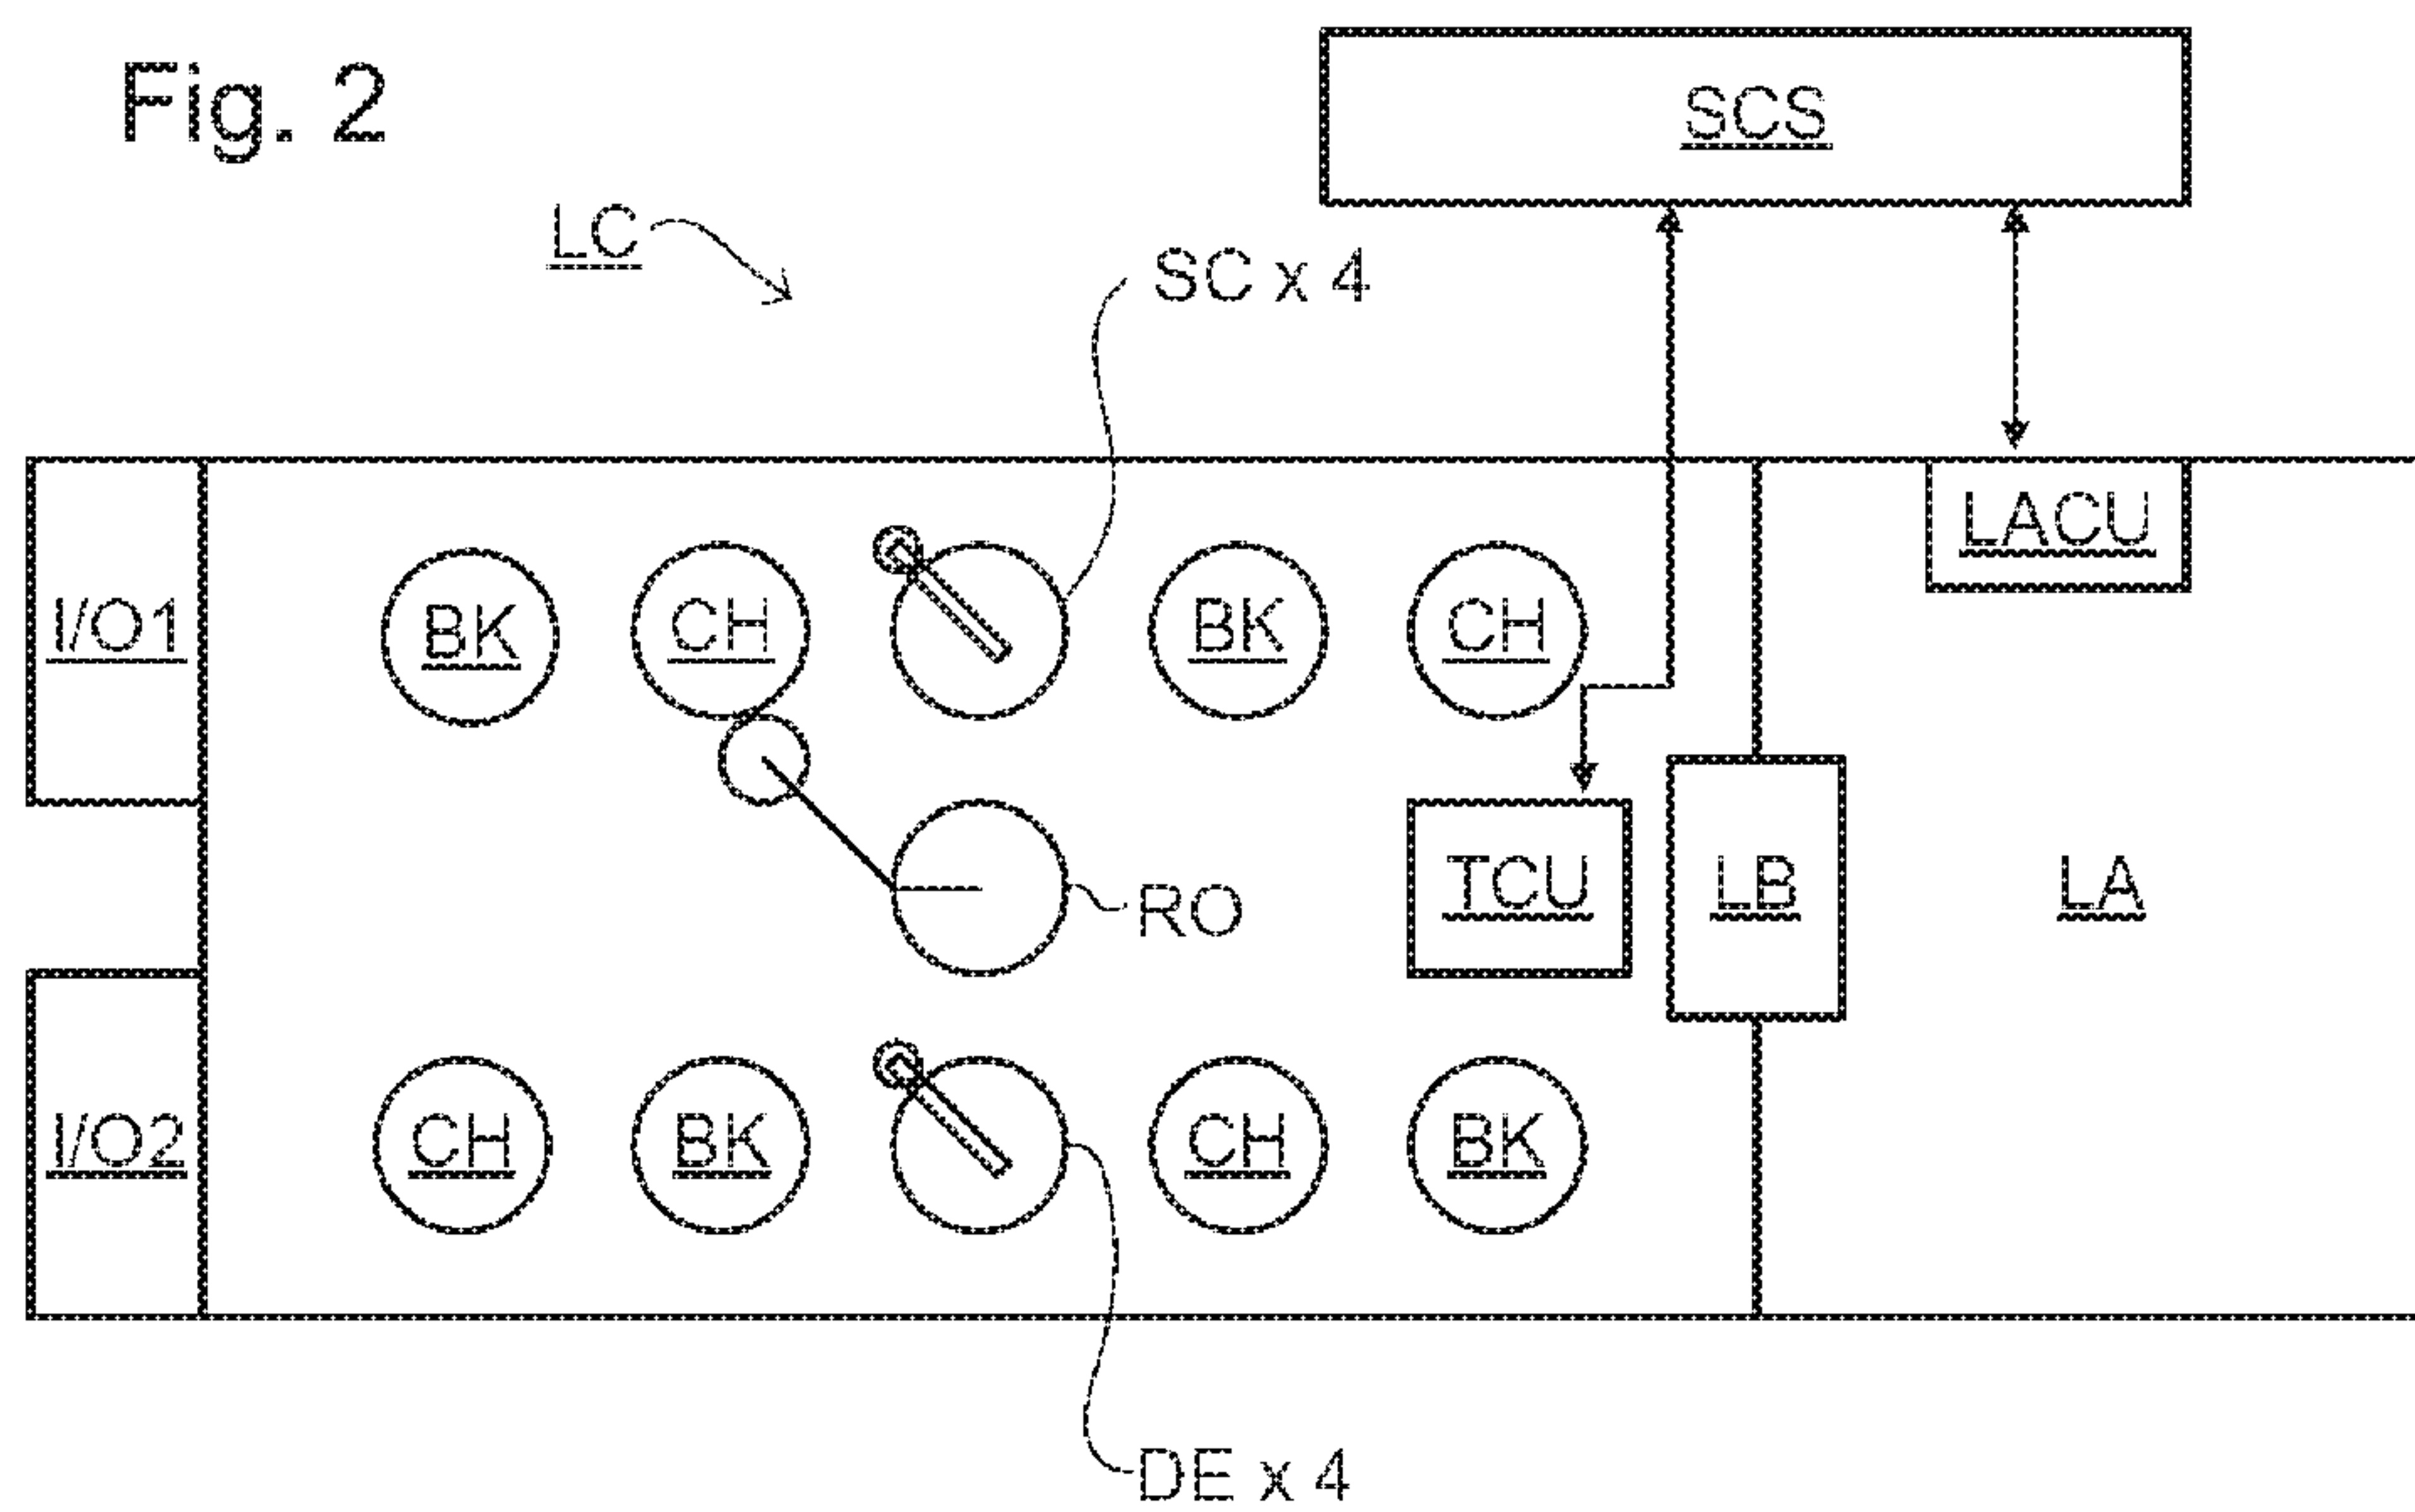 Fig. 2
SCS
LC
SC x 4
LACU
I/O1
BK
CH
BK
CH
TCU
LB
LA
RO
I/O2
CH
BK
CH
BK
DE x 4